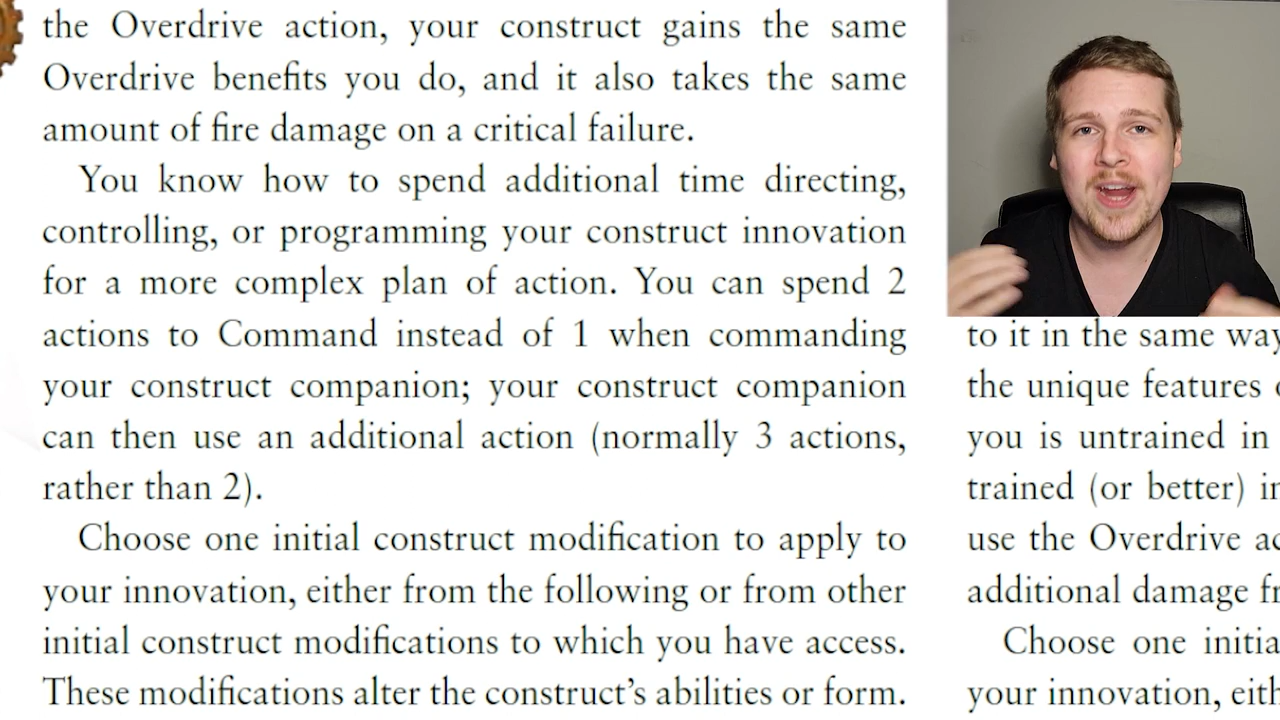 the Overdrive action, your construct gains the same
Overdrive benefits you do, and it also takes the same
amount of fire damage on a critical failure.
You know how to spend additional time directing,
controlling, or programming your construct innovation
for a more complex plan of action. You can spend 2
actions to Command instead of 1 when commanding
your construct companion; your construct companion
can then use an additional action (normally 3 actions,
rather than 2).
Choose one initial construct modification to apply to
your innovation, either from the following or from other
initial construct modifications to which you have access.
These modifications alter the construct’s abilities or form.
to it in the same way
the unique features
you is untrained in
trained (or better)
use the Overdrive
additional damage
Choose one
your innovation,